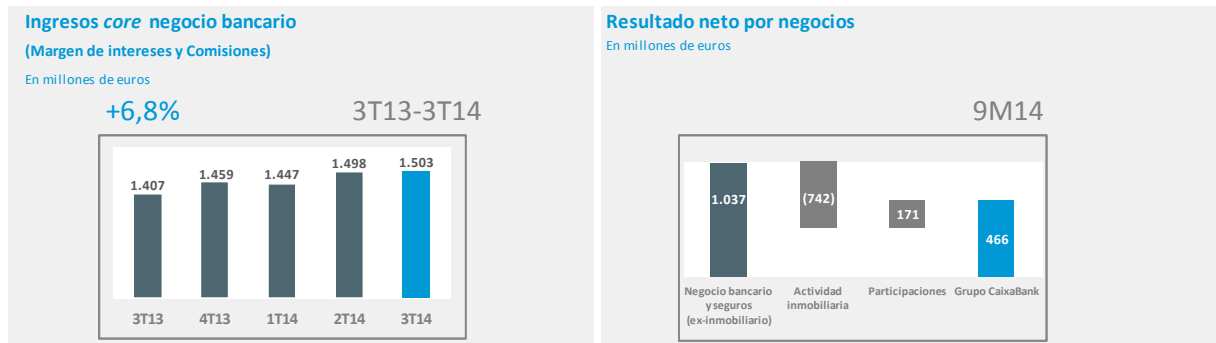 Ingresos core negocio bancario
(Margen de intereses y Comisiones)
En millones de euros
+6,8%
3T13-3T14
1.407
1.459
1.447
1.498
1.503
3T13
4T13
1T14
2T14
3T14
Resultado neto por negocios
En millones de euros
9M14
1.037
(742)
171
466
Negocio bancario
y seguros
(ex-inmobiliario)
Actividad
inmobiliaria
Participaciones
Grupo CaixaBank